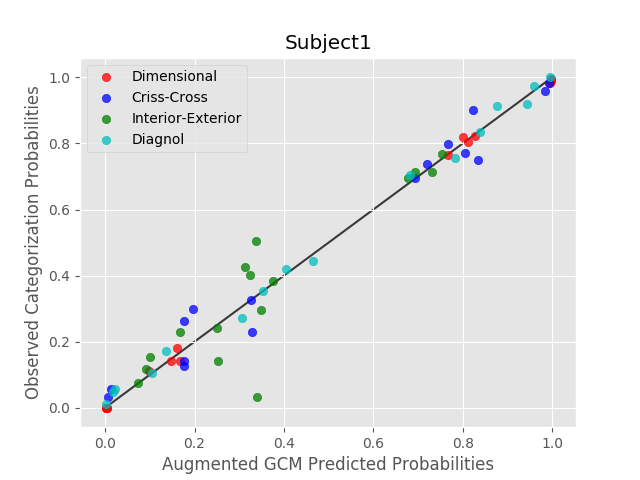 Subject1
Dimensional
Criss-Cross
Interior-Exterior
Diagnol
Observed Categorization Probabilities
1.0
0.8
0.6
0.4
0.2
0.0
0.0 0.2 0.4 0.6 0.8 1.0
Augmented GCM Predicted Probabilities